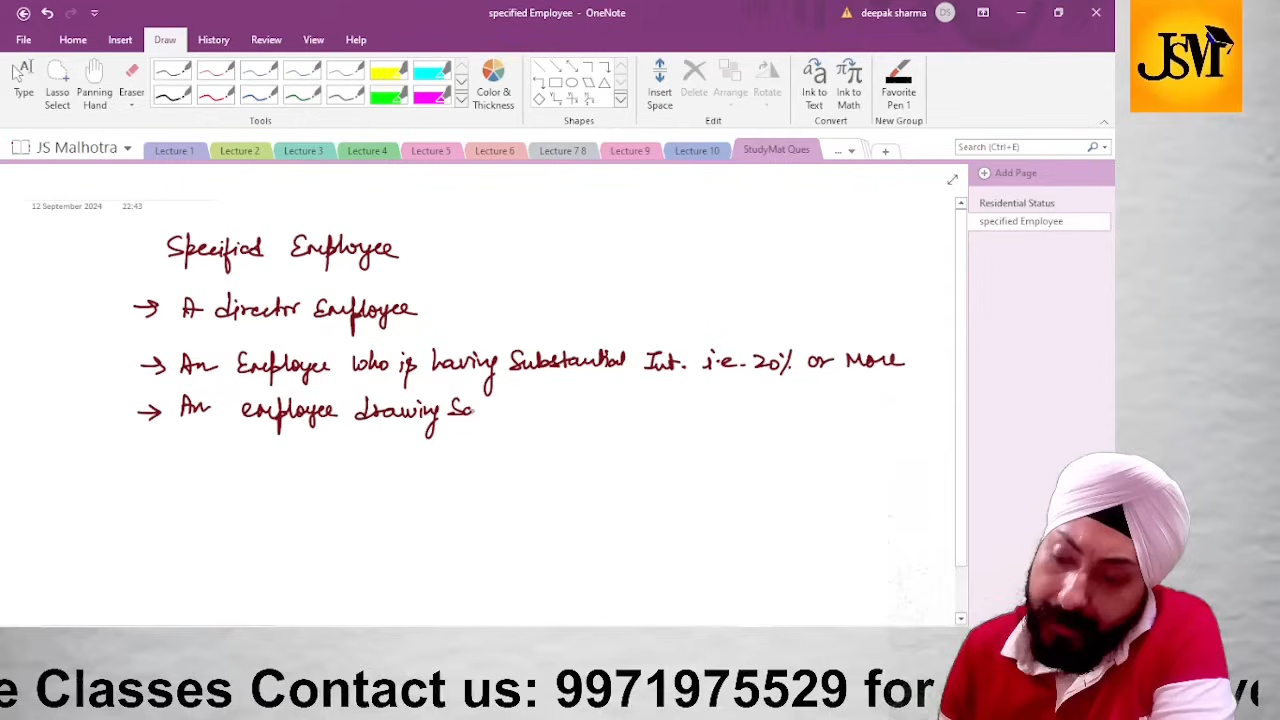 specified Employee - OneNote
deepak sharma DS
File Home Insert Draw History Review View Help
Type Lasso Select Panning Hand Eraser Color & Thickness Insert Space Delete Arrange Rotate Ink to Text Ink to Math Favorite Pen 1
Tools Shapes Edit Convert New Group
JS Malhotra Lecture 1 Lecture 2 Lecture 3 Lecture 4 Lecture 5 Lecture 6 Lecture 7 8 Lecture 9 Lecture 10 StudyMat Ques ... Search (Ctrl+E)
Add Page
Residential Status
specified Employee
12 September 2024 22:43
Specified Employee
→ A director Employee
→ An Employee who is having Substantial Int. i.e. 20% or More
→ An employee drawing Sa
JSM
e Classes Contact us: 9971975529 for